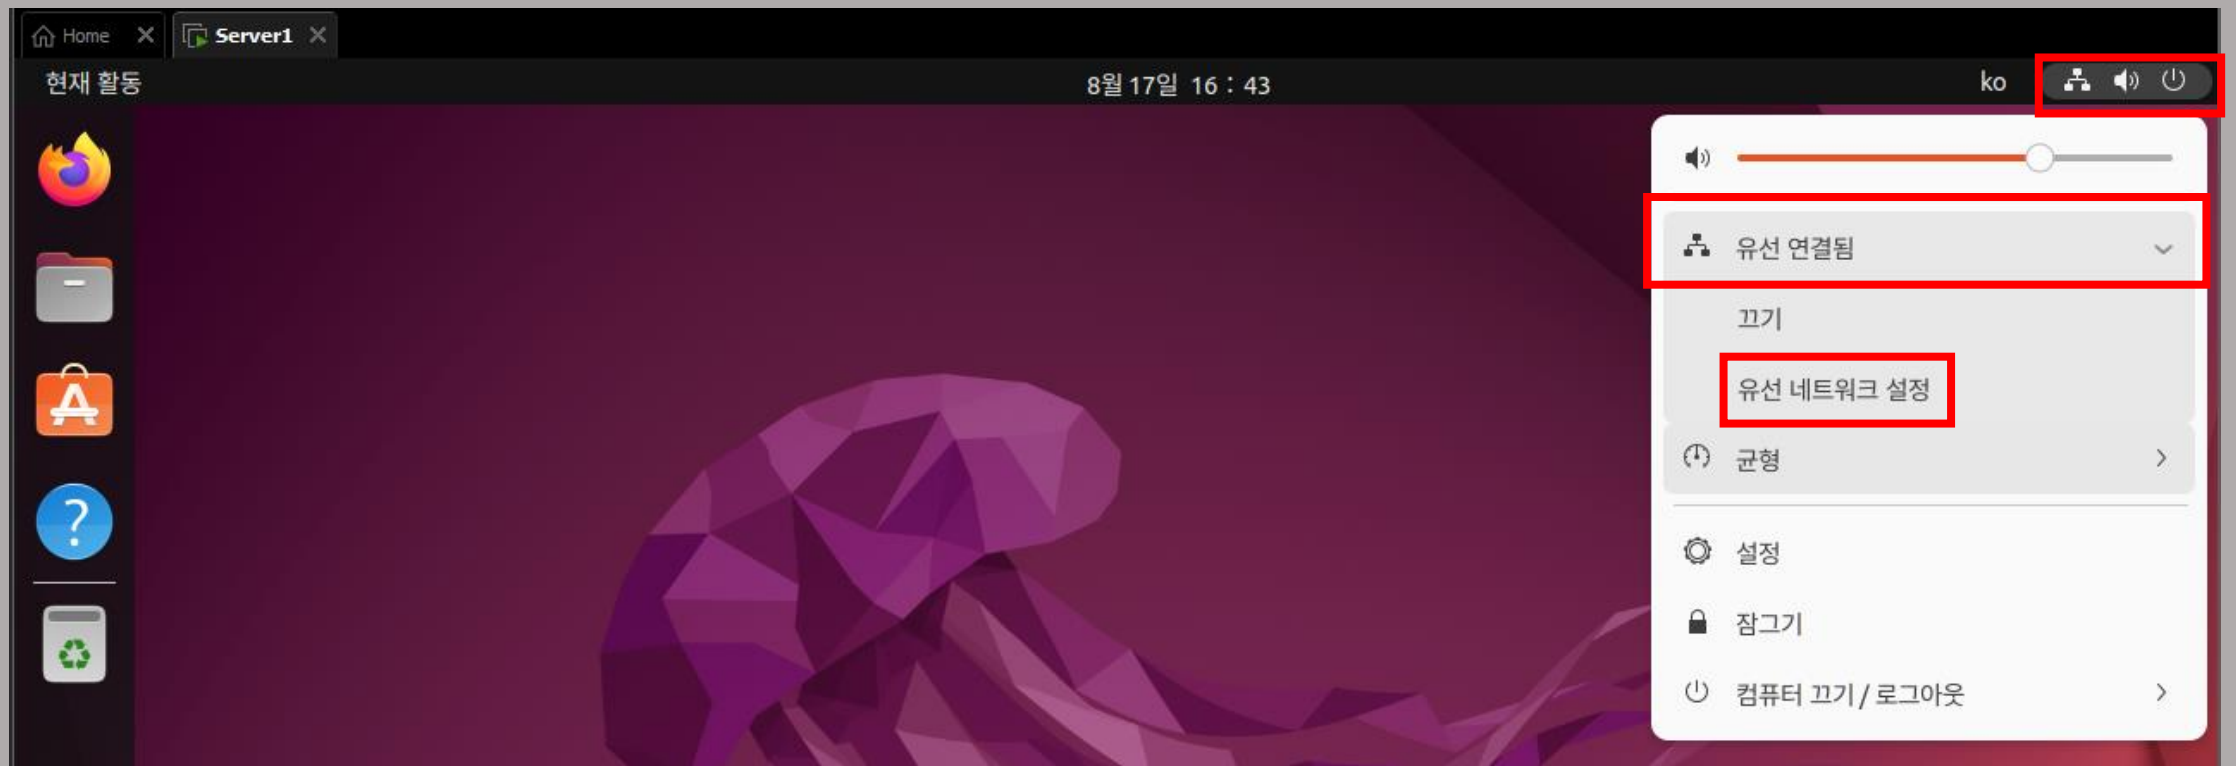 Home
Server1
현재 활동
8월 17일 16 : 43
ko
유선 연결됨
끄기
유선 네트워크 설정
균형
설정
잠그기
컴퓨터 끄기 / 로그아웃